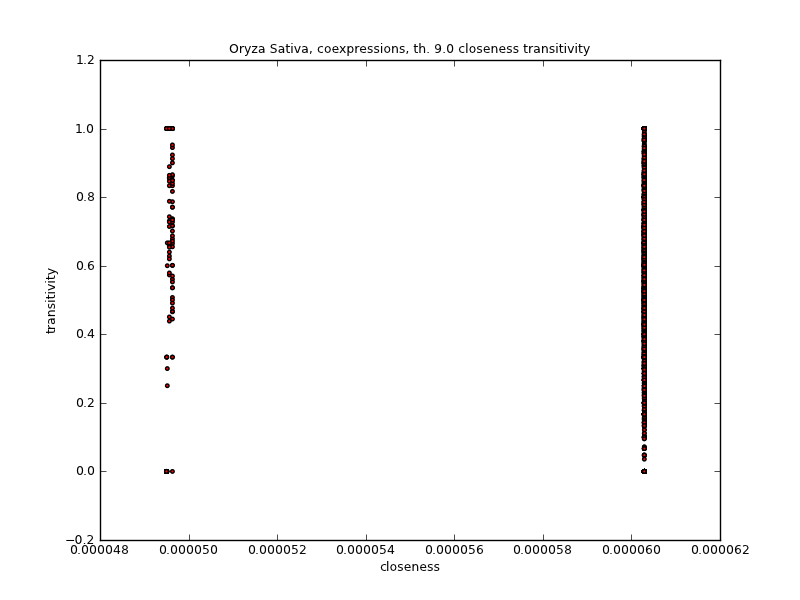 Oryza Sativa, coexpressions, th. 9.0 closeness transitivity
1.2
1.0
0.8
0.6
0.4
0.2
0.0
−0.2
transitivity
0.000048 0.000050 0.000052 0.000054 0.000056 0.000058 0.000060 0.000062
closeness